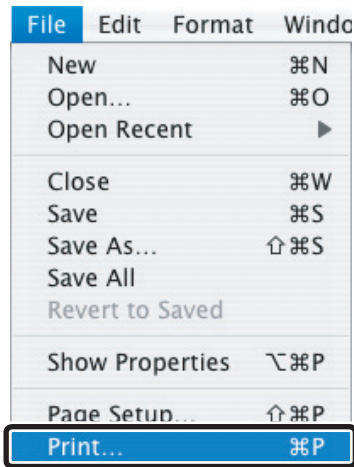 File Edit Format Windo
New ⌘N
Open... ⌘O
Open Recent ▶
Close ⌘W
Save ⌘S
Save As... ⇧⌘S
Save All
Revert to Saved
Show Properties ⌥⌘P
Page Setup... ⇧⌘P
Print... ⌘P